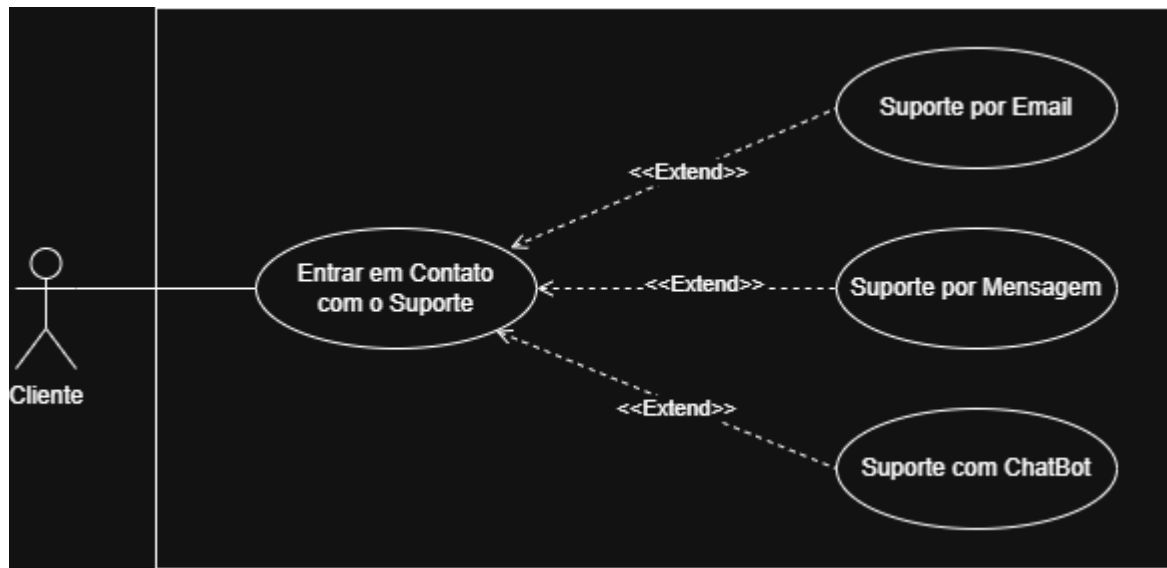 Suporte por Email
<<Extend>>
Entrar em Contato
com o Suporte
<<Extend>>
Suporte por Mensagem
Cliente
<<Extend>>
Suporte com ChatBot